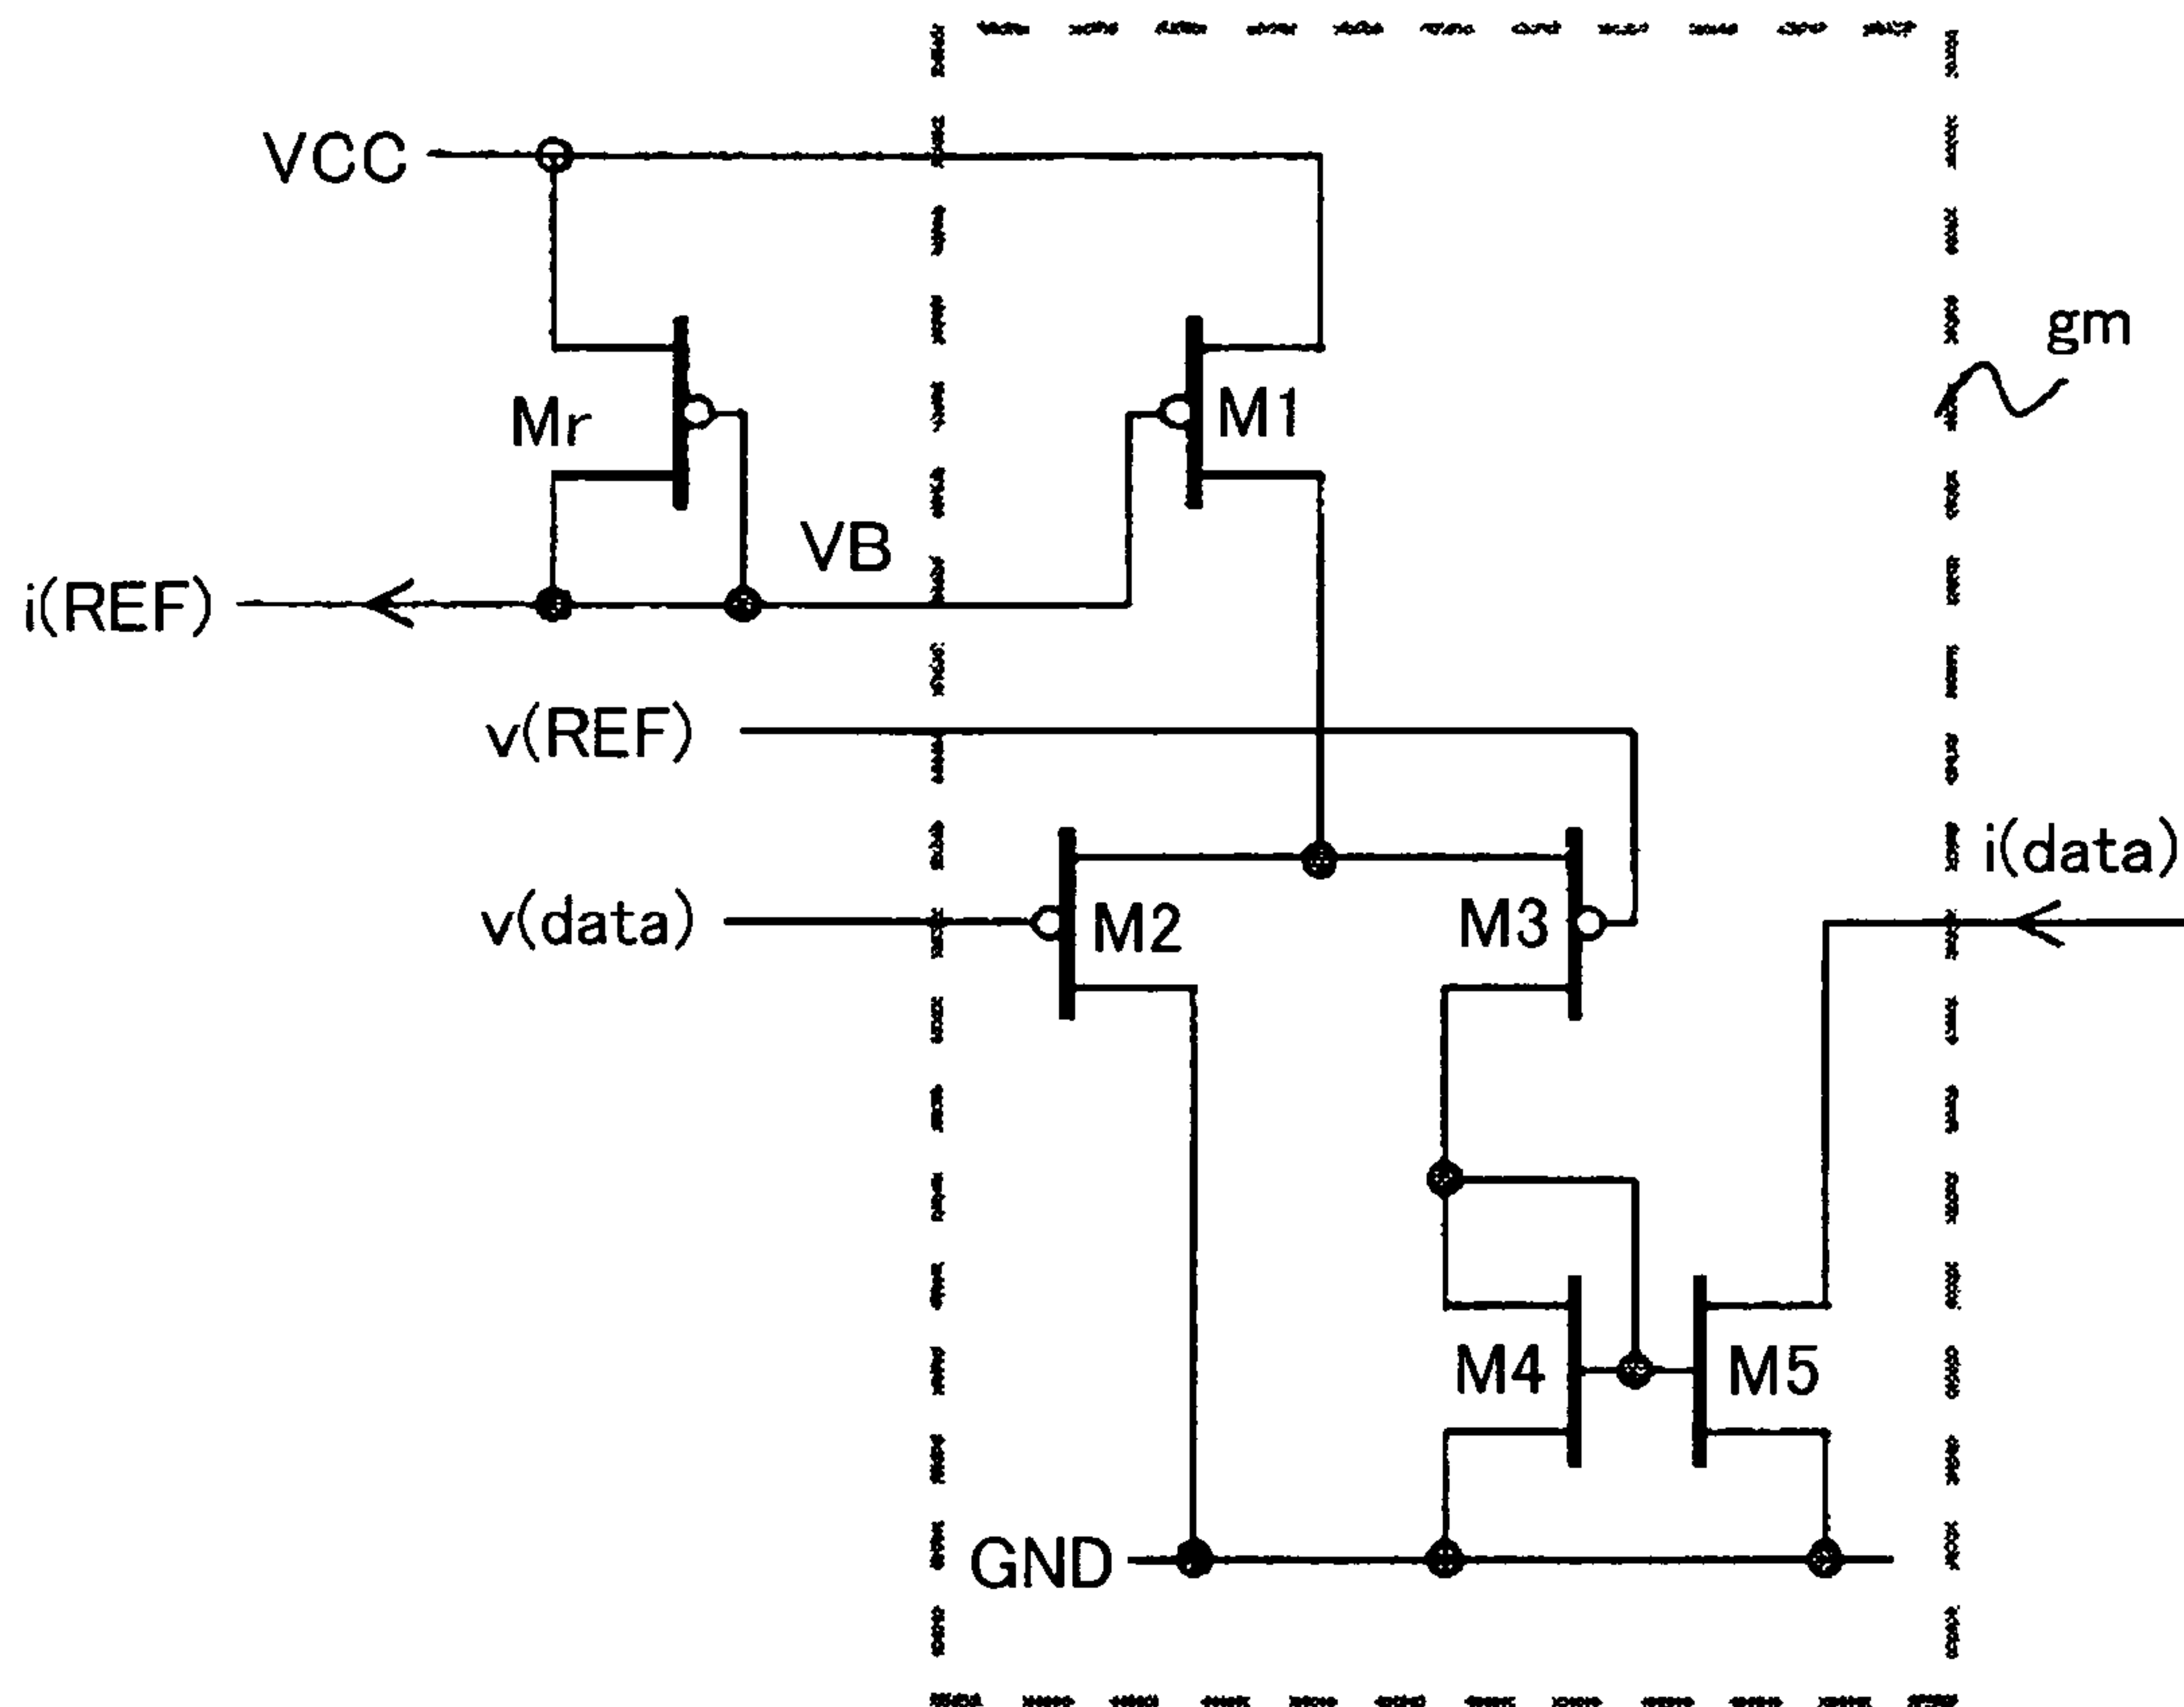 VCC
gm
Mr
M1
VB
i(REF)
v(REF)
i(data)
v(data)
M2
M3
M4
M5
GND